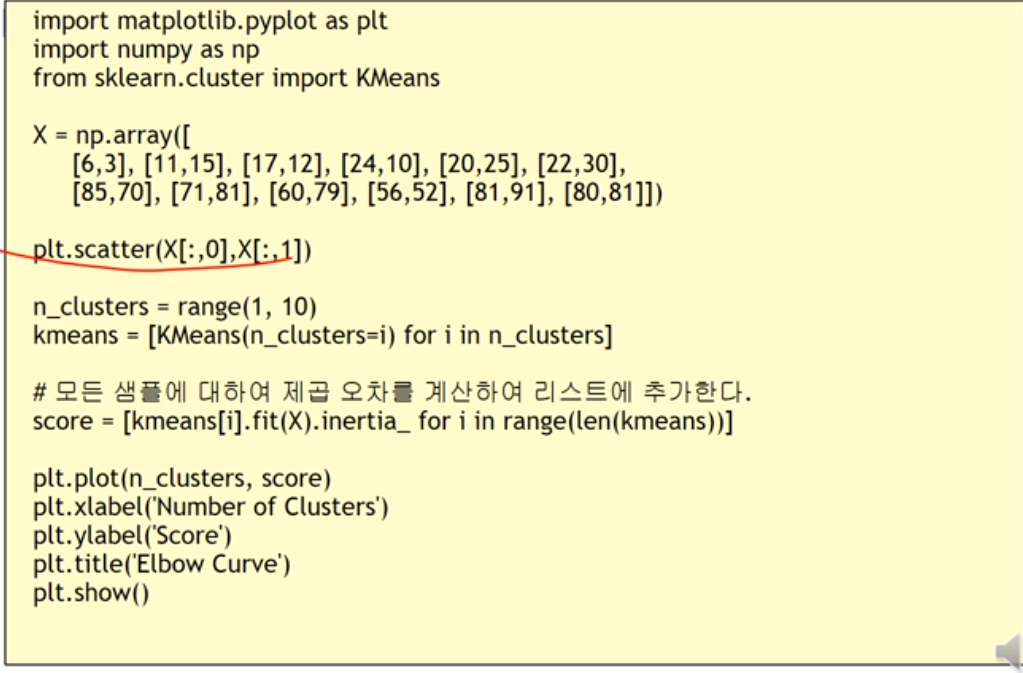 import matplotlib.pyplot as plt
import numpy as np
from sklearn.cluster import KMeans
X = np.array([
[6,3], [11,15], [17,12], [24,10], [20,25], [22,30],
[85,70], [71,81], [60,79], [56,52], [81,91], [80,81]])
plt.scatter(X[:,0],X[:,1])
n_clusters = range(1, 10)
kmeans = [KMeans(n_clusters=i) for i in n_clusters]
# 모든 샘플에 대하여 제곱 오차를 계산하여 리스트에 추가한다.
score = [kmeans[i].fit(X).inertia_ for i in range(len(kmeans))]
plt.plot(n_clusters, score)
plt.xlabel('Number of Clusters')
plt.ylabel('Score')
plt.title('Elbow Curve')
plt.show()